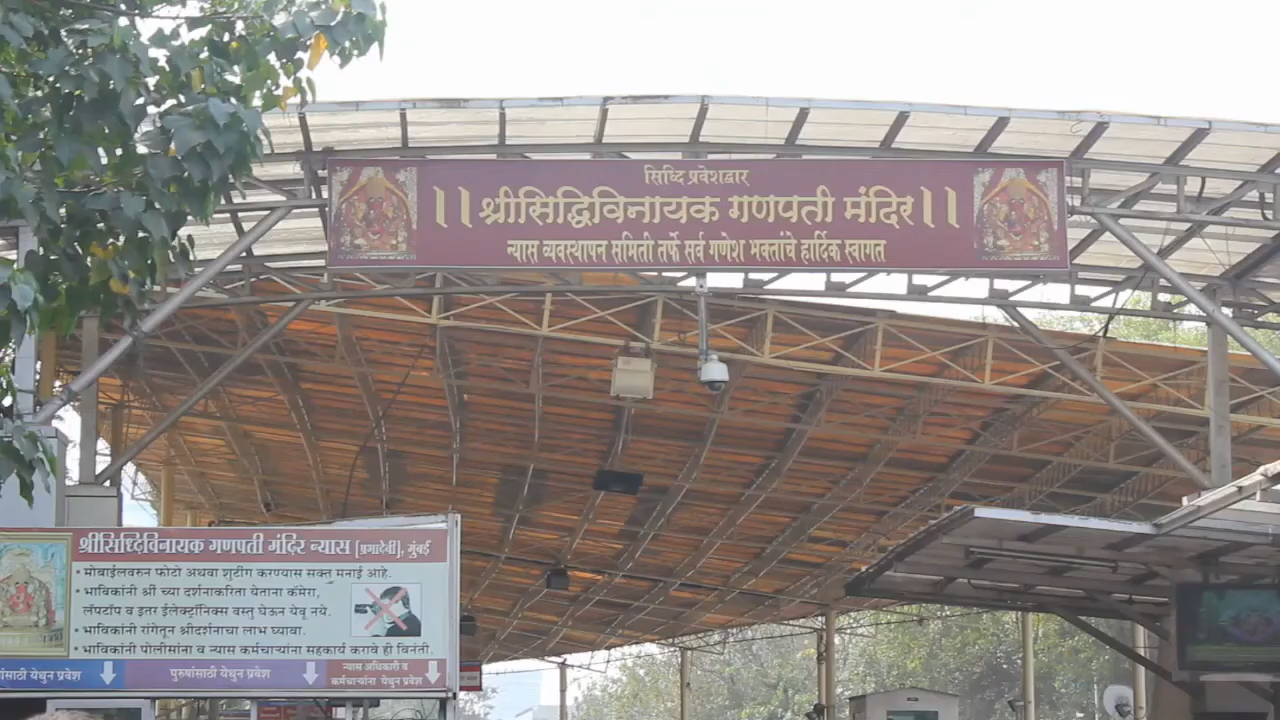 सिध्दि प्रवेशद्वार
||श्रीसिद्धिविनायक गणपती मंदिर||
न्यास व्यवस्थापन समिती तर्फे सर्व गणेश भक्तांचे हार्दिक स्वागत
श्रीसिध्दिविनायक गणपती मंदिर न्यास (प्रभादेवी), मुंबई
• मोबाईलवरुन फोटो अथवा शुटींग करण्यास सक्त मनाई आहे.
• भाविकांनी श्री च्या दर्शनाकरिता येताना कॅमेरा,
लॅपटॉप व इतर ईलेक्ट्रॉनिक्स वस्तु घेऊन येवू नये.
• भाविकांनी रांगेतून श्रीदर्शनाचा लाभ घ्यावा.
• भाविकांनी पोलीसांना व न्यास कर्मचाऱ्यांना सहकार्य करावे ही विनंती.
सांसाठी येथुन प्रवेश
पुरुषांसाठी येथुन प्रवेश
न्यास अधिकारी व
कर्मचाऱ्यांना येथुन प्रवेश